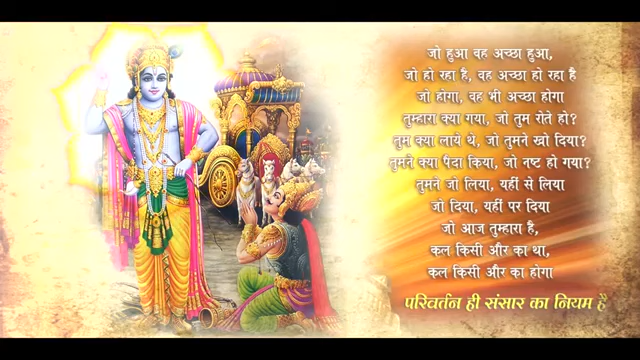 जो हुआ वह अच्छा हुआ,
जो हो रहा है, वह अच्छा हो रहा है
जो होगा, वह भी अच्छा होगा
तुम्हारा क्या गया, जो तुम रोते हो?
तुम क्या लाये थे, जो तुमने खो दिया?
तुमने क्या पैदा किया, जो नष्ट हो गया?
तुमने जो लिया, यहीं से लिया
जो दिया, यहीं पर दिया
जो आज तुम्हारा है,
कल किसी और का था,
कल किसी और का होगा
परिवर्तन ही संसार का नियम है